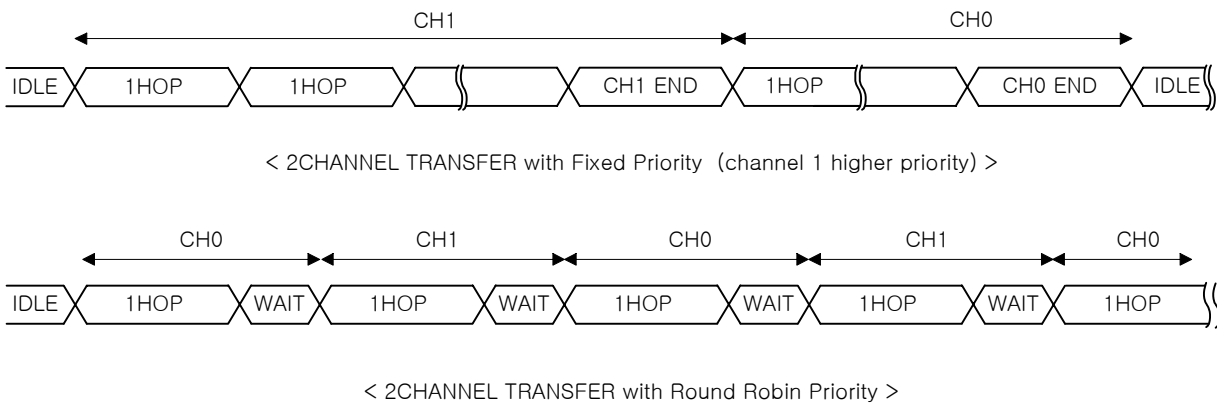 CH1 CH0
IDLE 1HOP 1HOP CH1 END 1HOP CH0 END IDLE
< 2CHANNEL TRANSFER with Fixed Priority (channel 1 higher priority) >
CH0 CH1 CH0 CH1 CH0
IDLE 1HOP WAIT 1HOP WAIT 1HOP WAIT 1HOP WAIT 1HOP
< 2CHANNEL TRANSFER with Round Robin Priority >